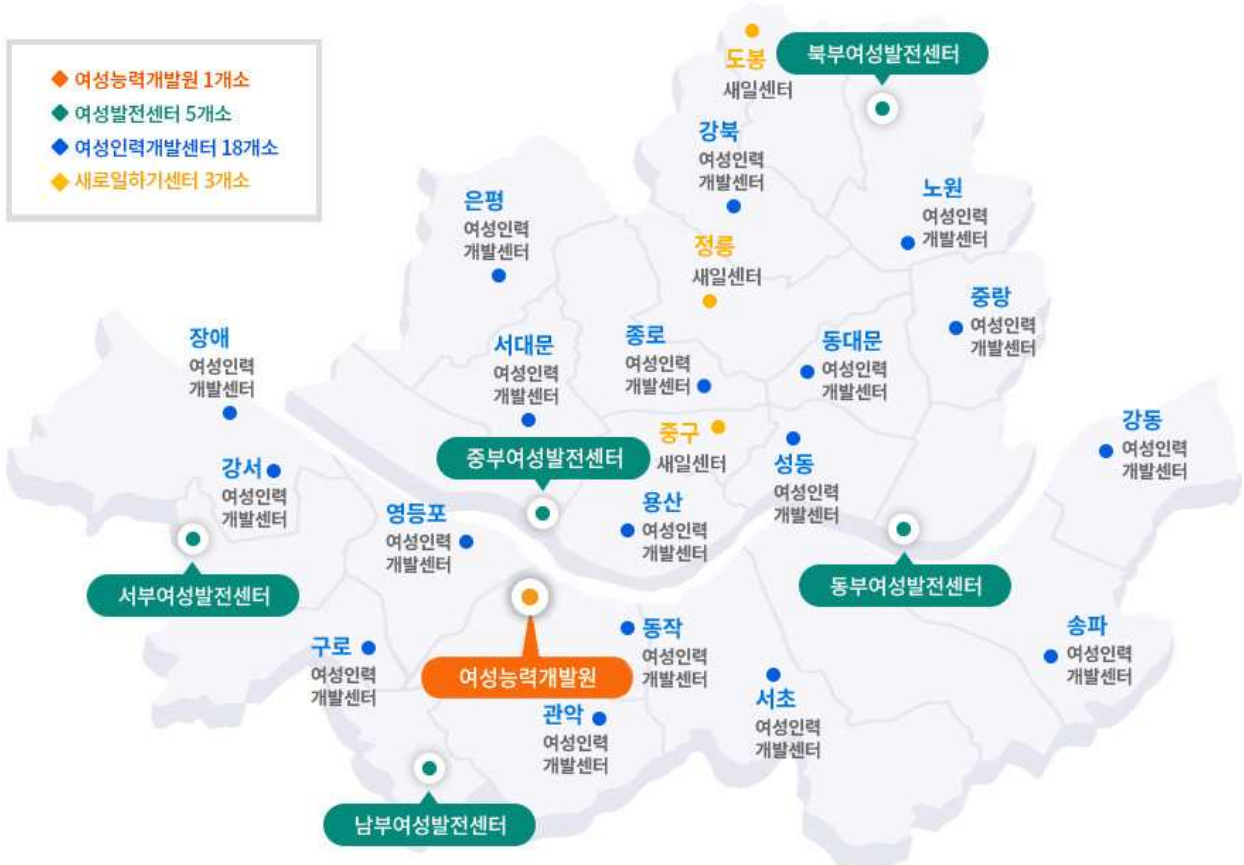 여성능력개발원 1개소
여성발전센터 5개소
여성인력개발센터 18개소
새로일하기센터 3개소
도봉
새일센터
북부여성발전센터
강북
여성인력
개발센터
노원
여성인력
개발센터
은평
여성인력
개발센터
정릉
새일센터
중랑
여성인력
개발센터
장애
여성인력
개발센터
서대문
여성인력
개발센터
종로
여성인력
개발센터
동대문
여성인력
개발센터
강동
여성인력
개발센터
중구
새일센터
성동
여성인력
개발센터
중부여성발전센터
강서
여성인력
개발센터
영등포
여성인력
개발센터
용산
여성인력
개발센터
서부여성발전센터
동부여성발전센터
구로
여성인력
개발센터
여성능력개발원
동작
여성인력
개발센터
송파
여성인력
개발센터
서초
여성인력
개발센터
관악
여성인력
개발센터
남부여성발전센터